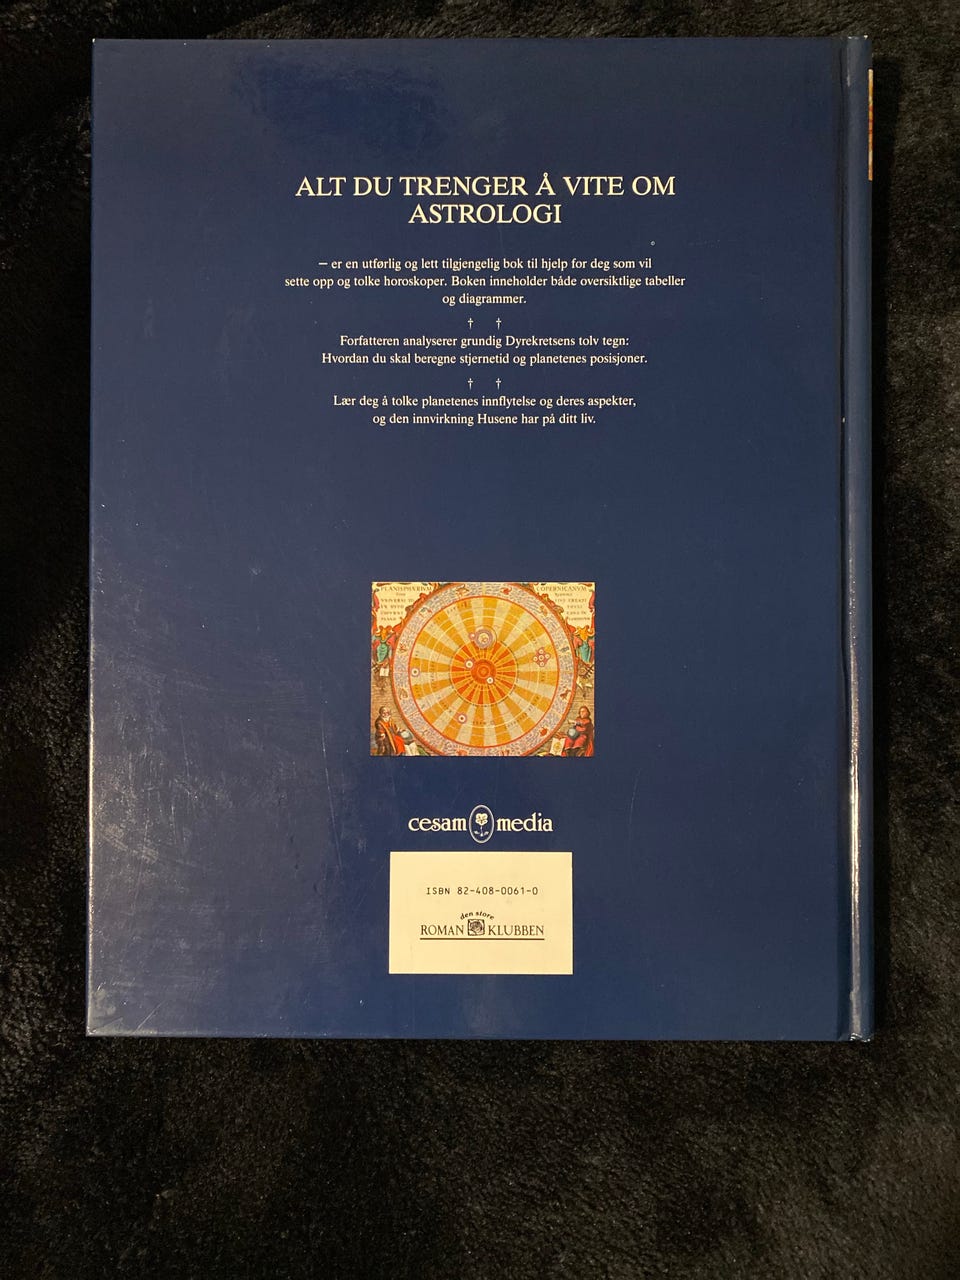 ALT DU TRENGER Å VITE OM
ASTROLOGI
– er en utførlig og lett tilgjengelig bok til hjelp for deg som vil
sette opp og tolke horoskoper. Boken inneholder både oversiktlige tabeller
og diagrammer.
† †
Forfatteren analyserer grundig Dyrekretsens tolv tegn:
Hvordan du skal beregne stjernetid og planetenes posisjoner.
† †
Lær deg å tolke planetenes innflytelse og deres aspekter,
og den innvirkning Husene har på ditt liv.
PLANISPHÆRIUM
COPERNICANUM
cesam media
ISBN 82-408-0061-0
den store
ROMAN KLUBBEN